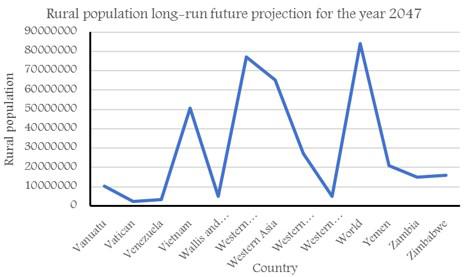 Rural population long-run future projection for the year 2047
90000000
80000000
70000000
60000000
50000000
40000000
30000000
20000000
10000000
0
Rural population
Vanuatu
Vatican
Venezuela
Vietnam
Wallis and...
Western...
Western Asia
Western...
Western...
World
Yemen
Zambia
Zimbabwe
Country